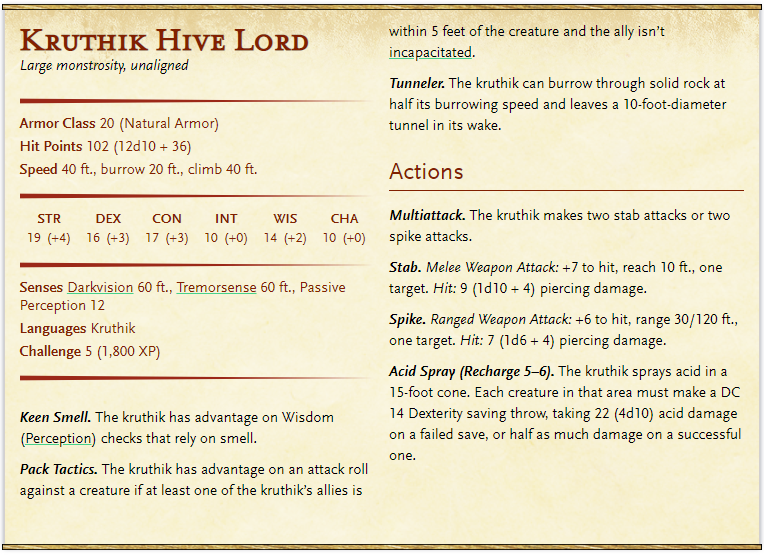 Kruthik Hive Lord
Large monstrosity, unaligned
Armor Class 20 (Natural Armor)
Hit Points 102 (12d10 + 36)
Speed 40 ft., burrow 20 ft., climb 40 ft.
STR DEX CON INT WIS CHA
19 (+4) 16 (+3) 17 (+3) 10 (+0) 14 (+2) 10 (+0)
Senses Darkvision 60 ft., Tremorsense 60 ft., Passive
Perception 12
Languages Kruthik
Challenge 5 (1,800 XP)
Keen Smell. The kruthik has advantage on Wisdom
(Perception) checks that rely on smell.
Pack Tactics. The kruthik has advantage on an attack roll
against a creature if at least one of the kruthik's allies is
within 5 feet of the creature and the ally isn't
incapacitated.
Tunneler. The kruthik can burrow through solid rock at
half its burrowing speed and leaves a 10-foot-diameter
tunnel in its wake.
Actions
Multiattack. The kruthik makes two stab attacks or two
spike attacks.
Stab. Melee Weapon Attack: +7 to hit, reach 10 ft., one
target. Hit: 9 (1d10 + 4) piercing damage.
Spike. Ranged Weapon Attack: +6 to hit, range 30/120 ft.,
one target. Hit: 7 (1d6 + 4) piercing damage.
Acid Spray (Recharge 5–6). The kruthik sprays acid in a
15-foot cone. Each creature in that area must make a DC
14 Dexterity saving throw, taking 22 (4d10) acid damage
on a failed save, or half as much damage on a successful
one.